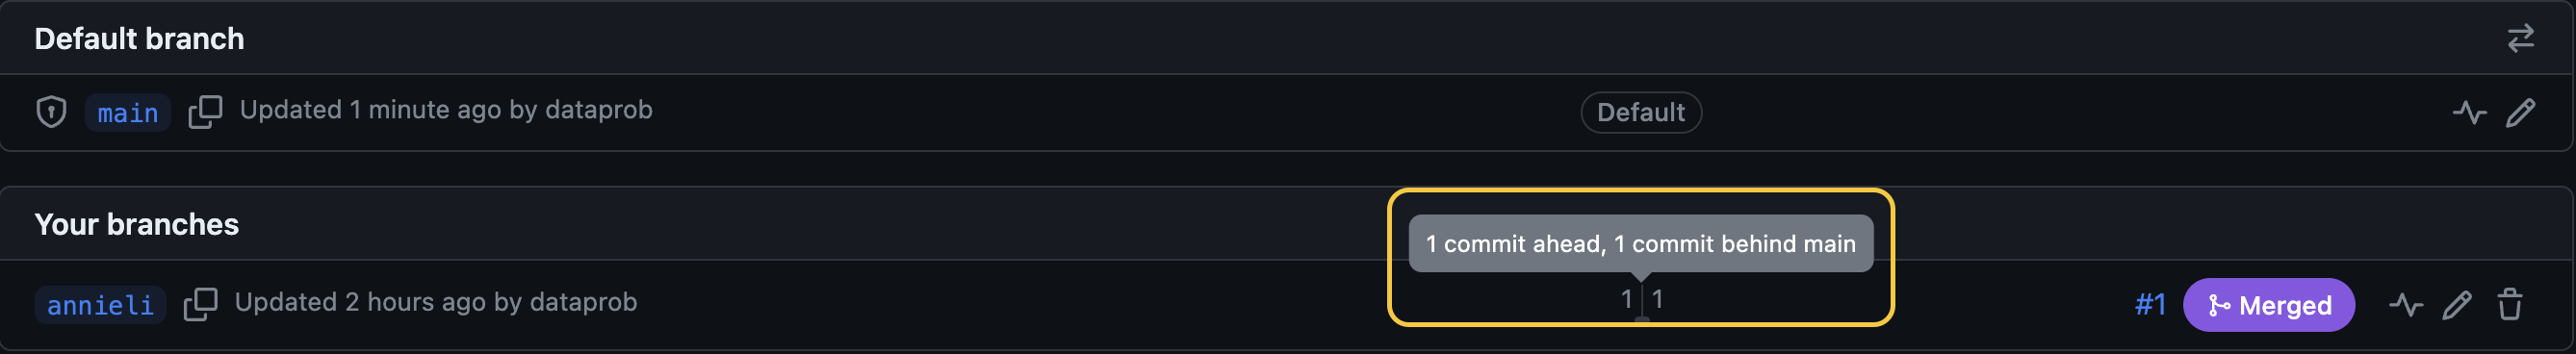 Default branch
main Updated 1 minute ago by dataprob Default
Your branches
1 commit ahead, 1 commit behind main
annieli Updated 2 hours ago by dataprob 1 1 #1 Merged